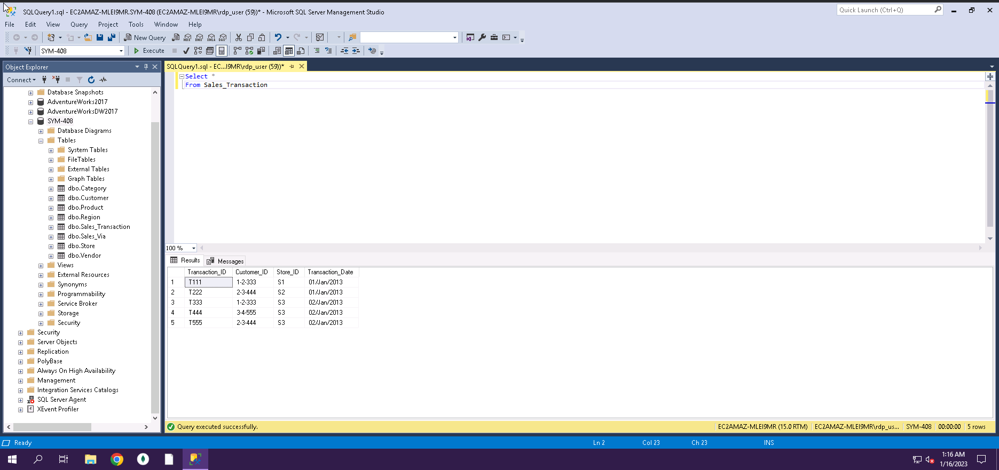 SQLQuery1.sql - EC2AMAZ-MLEI9MR.SYM-408 (EC2AMAZ-MLEI9MR\rdp_user (59))* - Microsoft SQL Server Management Studio
Quick Launch (Ctrl+Q)
File Edit View Query Project Tools Window Help
New Query MDX DMX XMLA DAX
SYM-408 Execute
Object Explorer
Connect
Database Snapshots
AdventureWorks2017
AdventureWorksDW2017
SYM-408
Database Diagrams
Tables
System Tables
FileTables
External Tables
Graph Tables
dbo.Category
dbo.Customer
dbo.Product
dbo.Region
dbo.Sales_Transaction
dbo.Sales_Via
dbo.Store
dbo.Vendor
Views
External Resources
Synonyms
Programmability
Service Broker
Storage
Security
Security
Server Objects
Replication
PolyBase
Always On High Availability
Management
Integration Services Catalogs
SQL Server Agent
XEvent Profiler
SQLQuery1.sql - EC...I9MR\rdp_user (59))*
Select *
From Sales_Transaction
100 %
Results Messages
Transaction_ID Customer_ID Store_ID Transaction_Date
1 T111 1-2-333 S1 01/Jan/2013
2 T222 2-3-444 S2 01/Jan/2013
3 T333 1-2-333 S3 02/Jan/2013
4 T444 3-4-555 S3 02/Jan/2013
5 T555 2-3-444 S3 02/Jan/2013
Query executed successfully. EC2AMAZ-MLEI9MR (15.0 RTM) EC2AMAZ-MLEI9MR\rdp_us... SYM-408 00:00:00 5 rows
Ready Ln 2 Col 23 Ch 23 INS
1:16 AM
1/16/2023